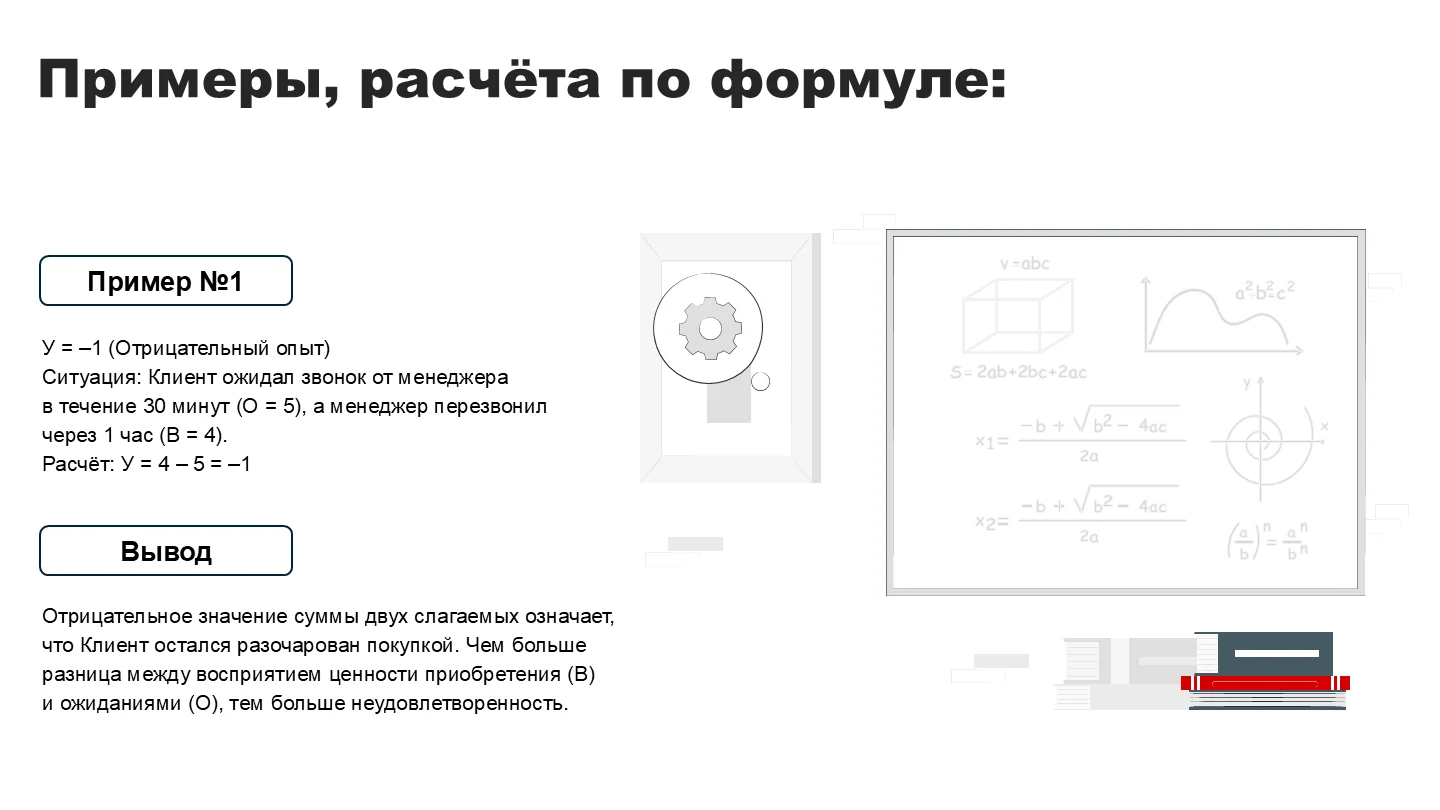 Примеры, расчёта по формуле:
Пример №1
У = –1 (Отрицательный опыт)
Ситуация: Клиент ожидал звонок от менеджера
в течение 30 минут (О = 5), а менеджер перезвонил
через 1 час (В = 4).
Расчёт: У = 4 – 5 = –1
Вывод
Отрицательное значение суммы двух слагаемых означает,
что Клиент остался разочарован покупкой. Чем больше
разница между восприятием ценности приобретения (В)
и ожиданиями (О), тем больше неудовлетворенность.
v=abc
S=2ab+2bc+2ac
a²+b²=c²
x1= −b + √b² − 4ac / 2a
x2= −b + √b² − 4ac / 2a
y
x
(a/b)ⁿ = aⁿ/bⁿ